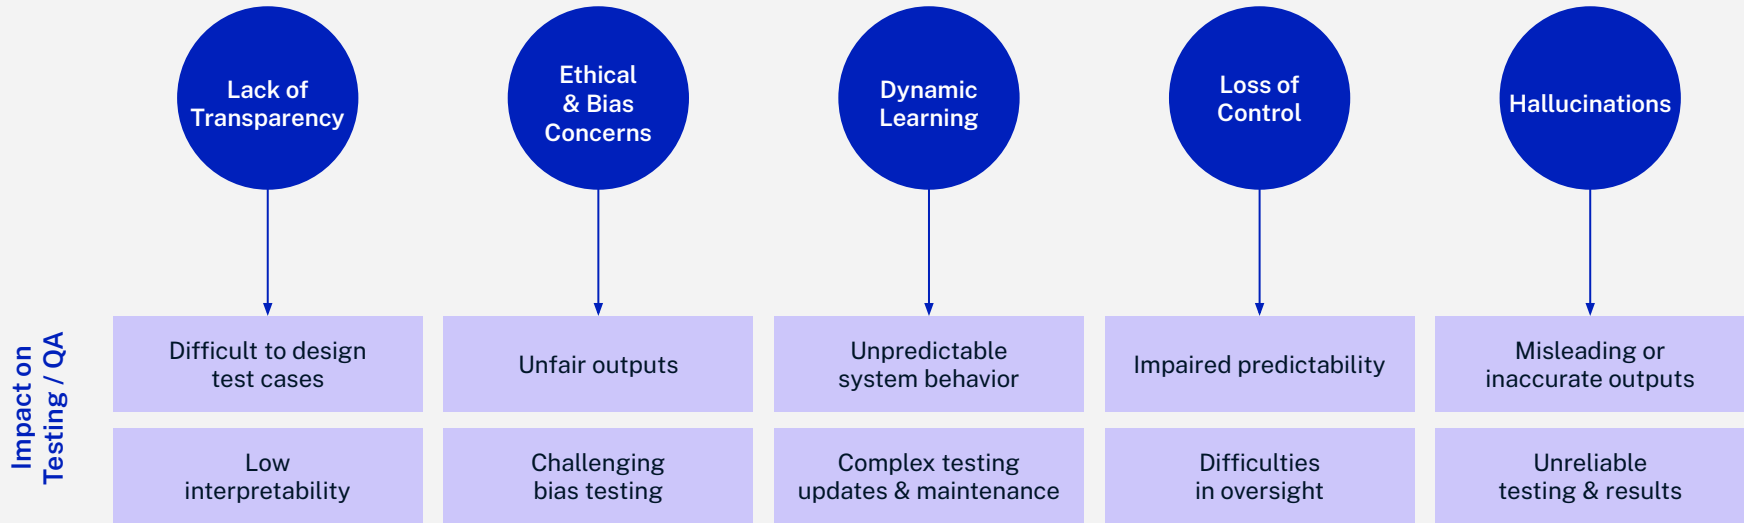 Lack of
Transparency
Ethical
& Bias
Concerns
Dynamic
Learning
Loss of
Control
Hallucinations
Impact on
Testing / QA
Difficult to design
test cases
Unfair outputs
Unpredictable
system behavior
Impaired predictability
Misleading or
inaccurate outputs
Low
interpretability
Challenging
bias testing
Complex testing
updates & maintenance
Difficulties
in oversight
Unreliable
testing & results